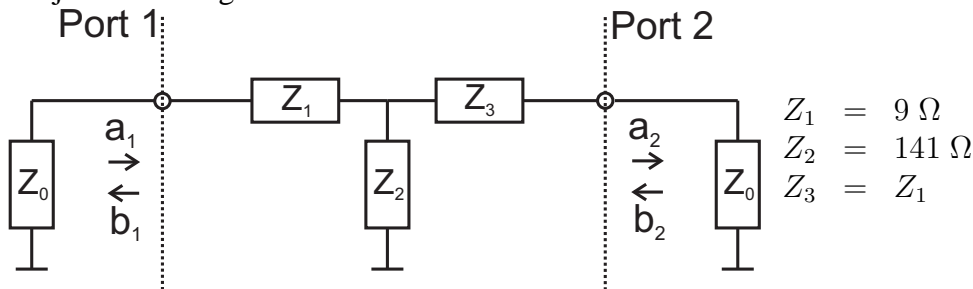 Port 1
Port 2
Z₁
Z₃
Z₁ = 9 Ω
a₁
a₂
Z₂ = 141 Ω
Z₀
Z₂
Z₀
Z₃ = Z₁
b₁
b₂